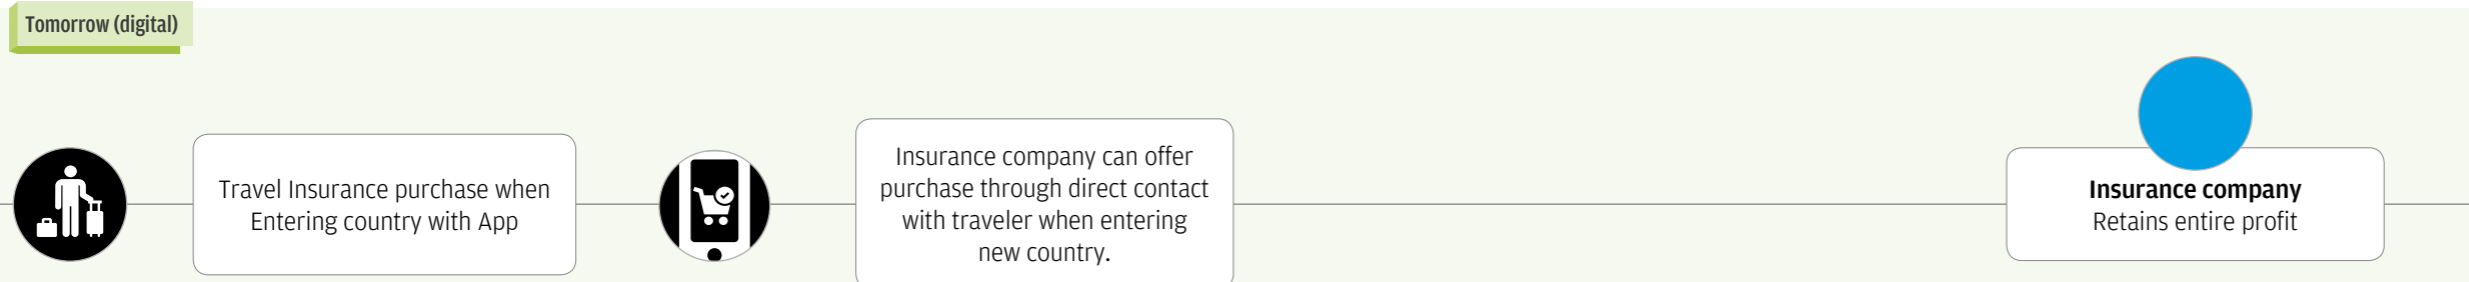 Tomorrow (digital)
Travel Insurance purchase when
Entering country with App
Insurance company can offer
purchase through direct contact
with traveler when entering
new country.
Insurance company
Retains entire profit